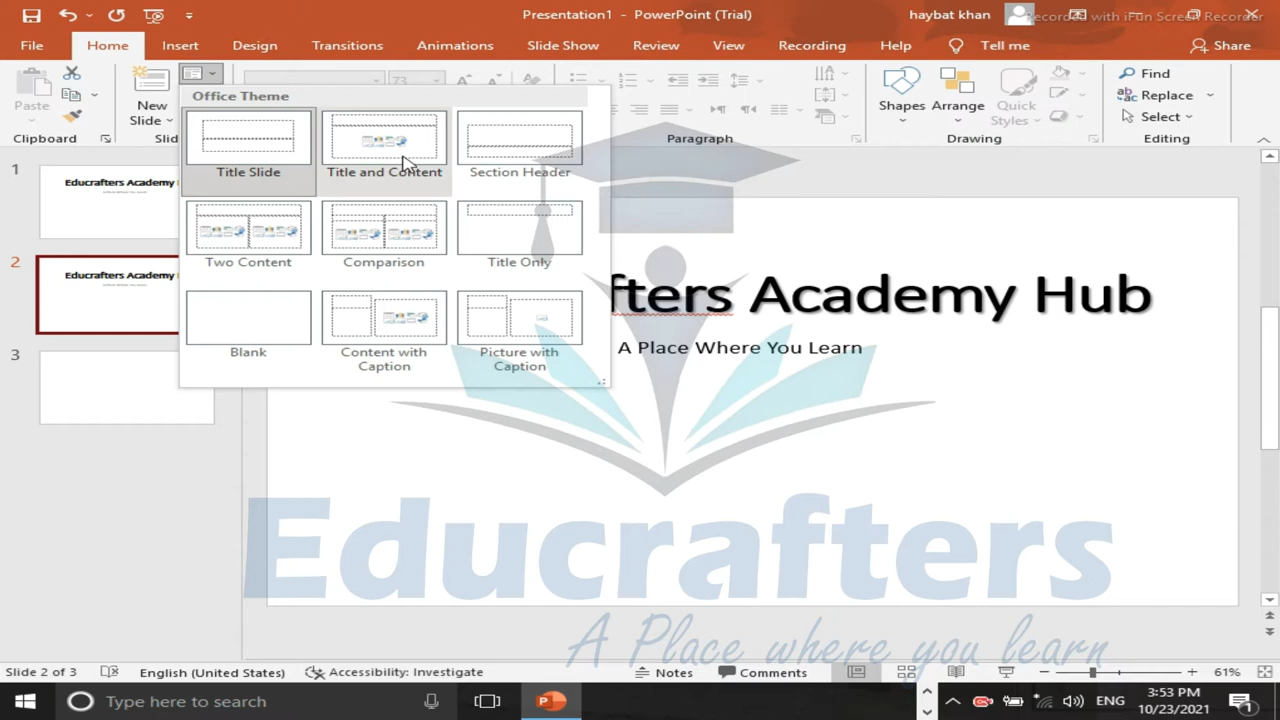 Presentation1 - PowerPoint (Trial)
haybat khan
Recorded with iFun Screen Recorder
File
Home
Insert
Design
Transitions
Animations
Slide Show
Review
View
Recording
Help
Tell me
Share
Paste
New
Slide
73
Shapes
Arrange
Quick
Styles
Find
Replace
Select
Clipboard
Paragraph
Drawing
Editing
Office Theme
Title Slide
Title and Content
Section Header
Two Content
Comparison
Title Only
Blank
Content with
Caption
Picture with
Caption
1
Educrafters Academy
2
Educrafters Academy
3
fters Academy Hub
A Place Where You Learn
Educrafters
A Place where you learn
Slide 2 of 3
English (United States)
Accessibility: Investigate
Notes
Comments
61%
Type here to search
ENG
3:53 PM
10/23/2021
1